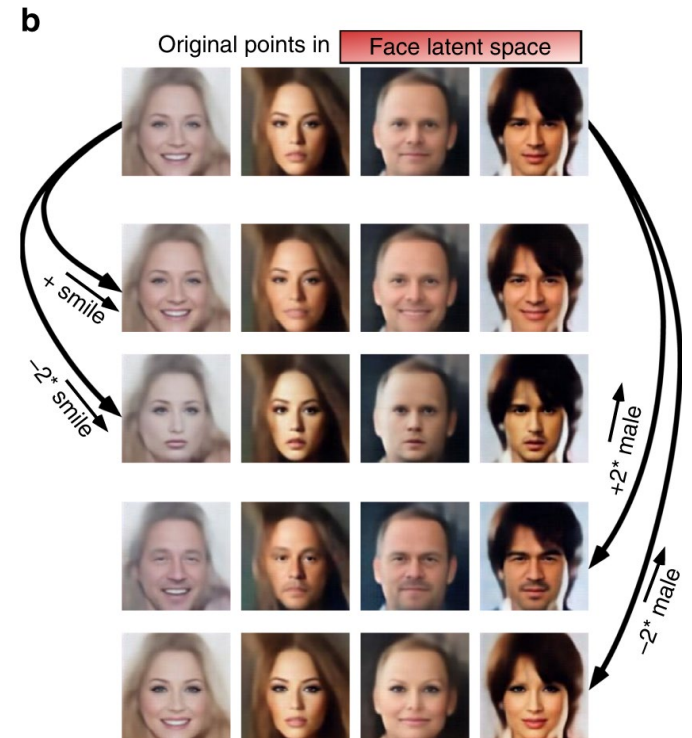 b
Original points in Face latent space
+ smile
−2* smile
+2* male
−2* male